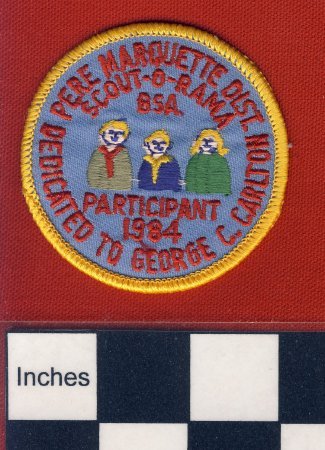 PERE MARQUETTE DIST.
SCOUT-O-RAMA
BSA
PARTICIPANT
1984
DEDICATED TO GEORGE C. CARLTON
Inches